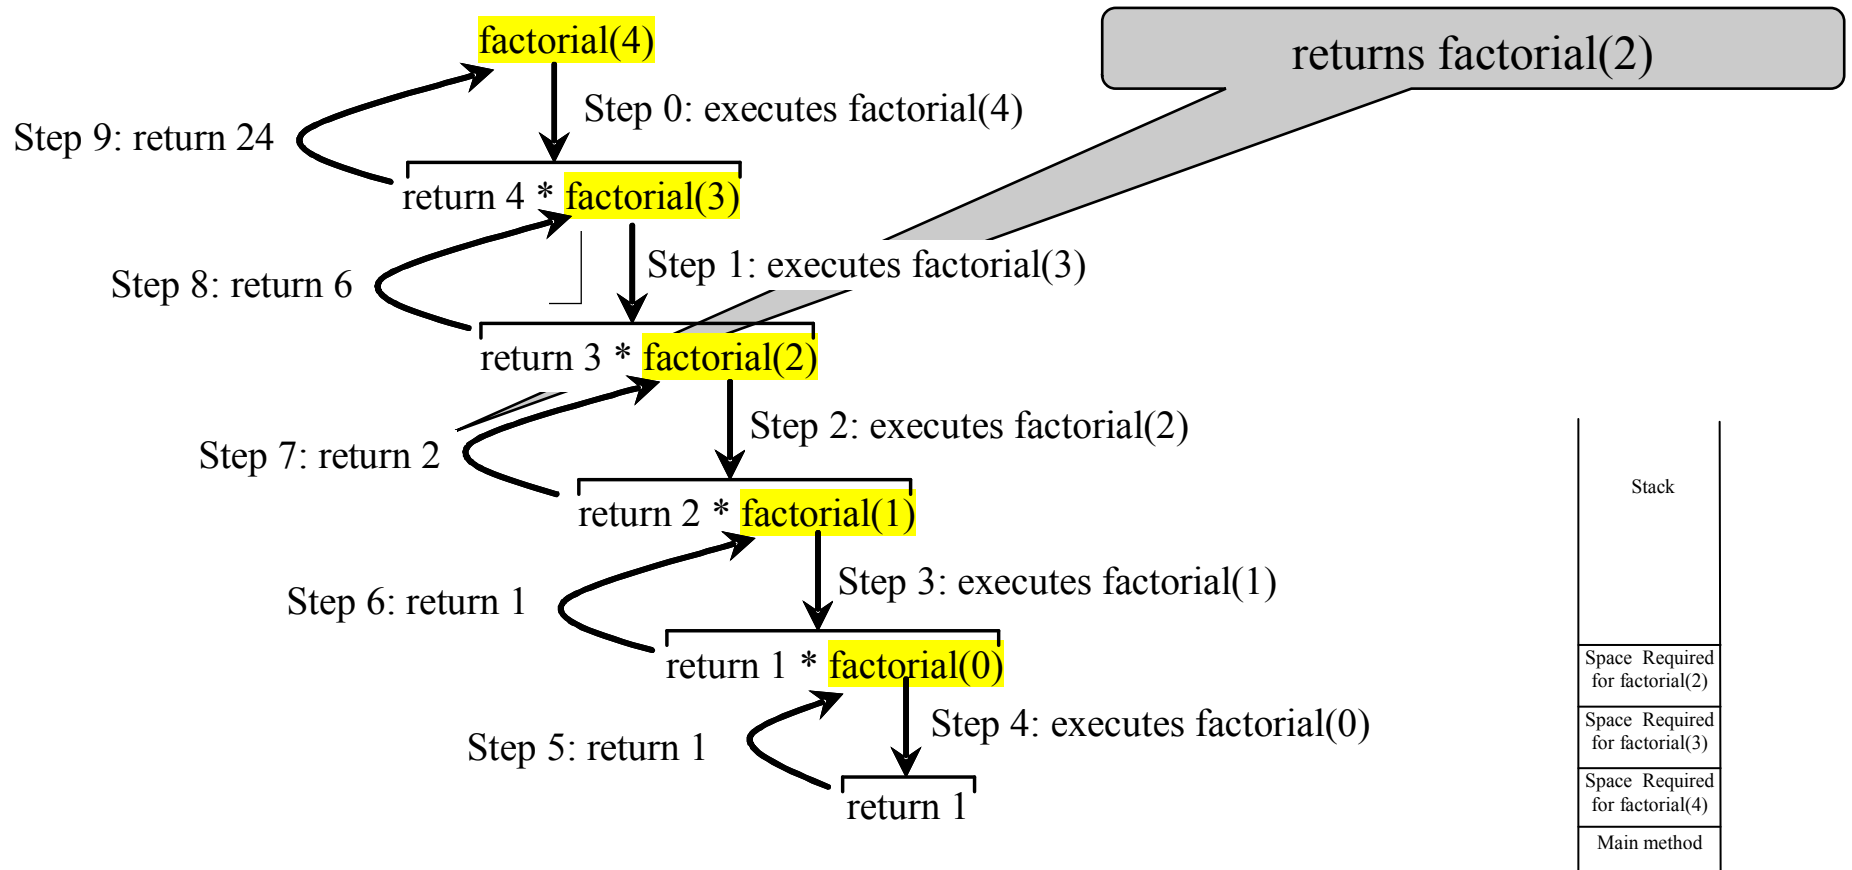 factorial(4)
returns factorial(2)
Step 0: executes factorial(4)
Step 9: return 24
return 4 * factorial(3)
Step 1: executes factorial(3)
Step 8: return 6
return 3 * factorial(2)
Step 2: executes factorial(2)
Step 7: return 2
return 2 * factorial(1)
Step 3: executes factorial(1)
Step 6: return 1
return 1 * factorial(0)
Step 4: executes factorial(0)
Step 5: return 1
return 1
Stack
Space Required
for factorial(2)
Space Required
for factorial(3)
Space Required
for factorial(4)
Main method